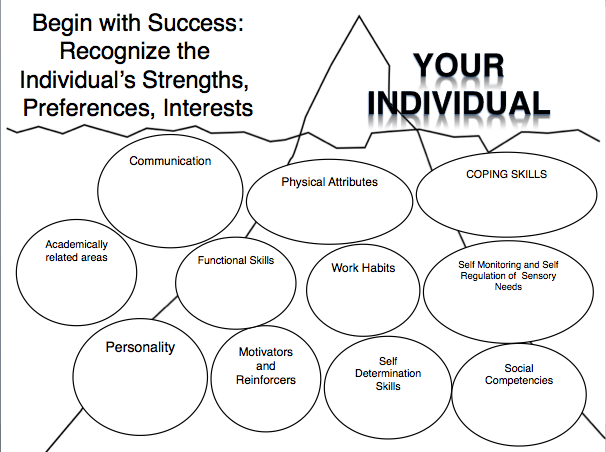 Begin with Success:
Recognize the
Individual's Strengths,
Preferences, Interests
YOUR
INDIVIDUAL
Communication
Physical Attributes
COPING SKILLS
Academically
related areas
Functional Skills
Work Habits
Self Monitoring and Self
Regulation of Sensory
Needs
Personality
Motivators
and
Reinforcers
Self
Determination
Skills
Social
Competencies